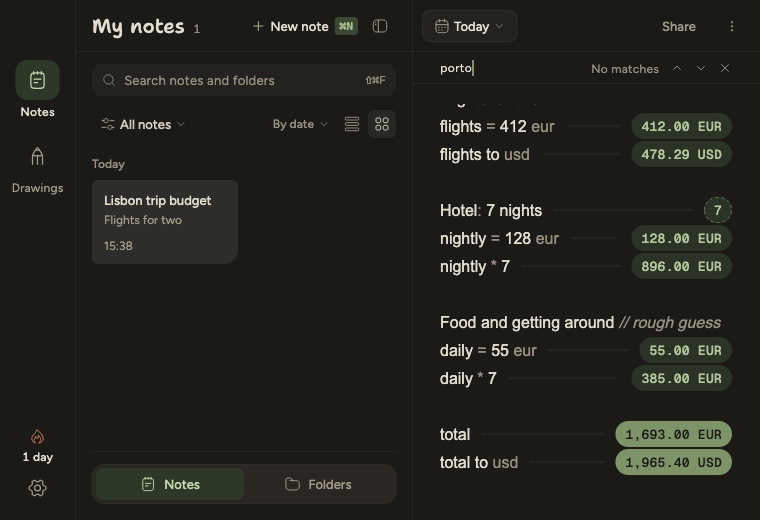 My notes 1
+ New note ⌘N
Today
Share
porto
No matches
Search notes and folders ⇧⌘F
All notes
By date
Notes
Drawings
Today
Lisbon trip budget
Flights for two
15:38
flights = 412 eur 412.00 EUR
flights to usd 478.29 USD
Hotel: 7 nights 7
nightly = 128 eur 128.00 EUR
nightly * 7 896.00 EUR
Food and getting around // rough guess
daily = 55 eur 55.00 EUR
daily * 7 385.00 EUR
total 1,693.00 EUR
total to usd 1,965.40 USD
1 day
Notes
Folders